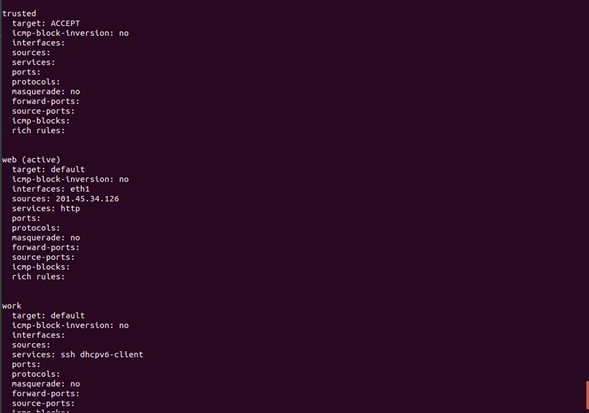 trusted
target: ACCEPT
icmp-block-inversion: no
interfaces:
sources:
services:
ports:
protocols:
masquerade: no
forward-ports:
source-ports:
icmp-blocks:
rich rules:
web (active)
target: default
icmp-block-inversion: no
interfaces: eth1
sources: 201.45.34.126
services: http
ports:
protocols:
masquerade: no
forward-ports:
source-ports:
icmp-blocks:
rich rules:
work
target: default
icmp-block-inversion: no
interfaces:
sources:
services: ssh dhcpv6-client
ports:
protocols:
masquerade: no
forward-ports:
source-ports:
icmp-blocks: